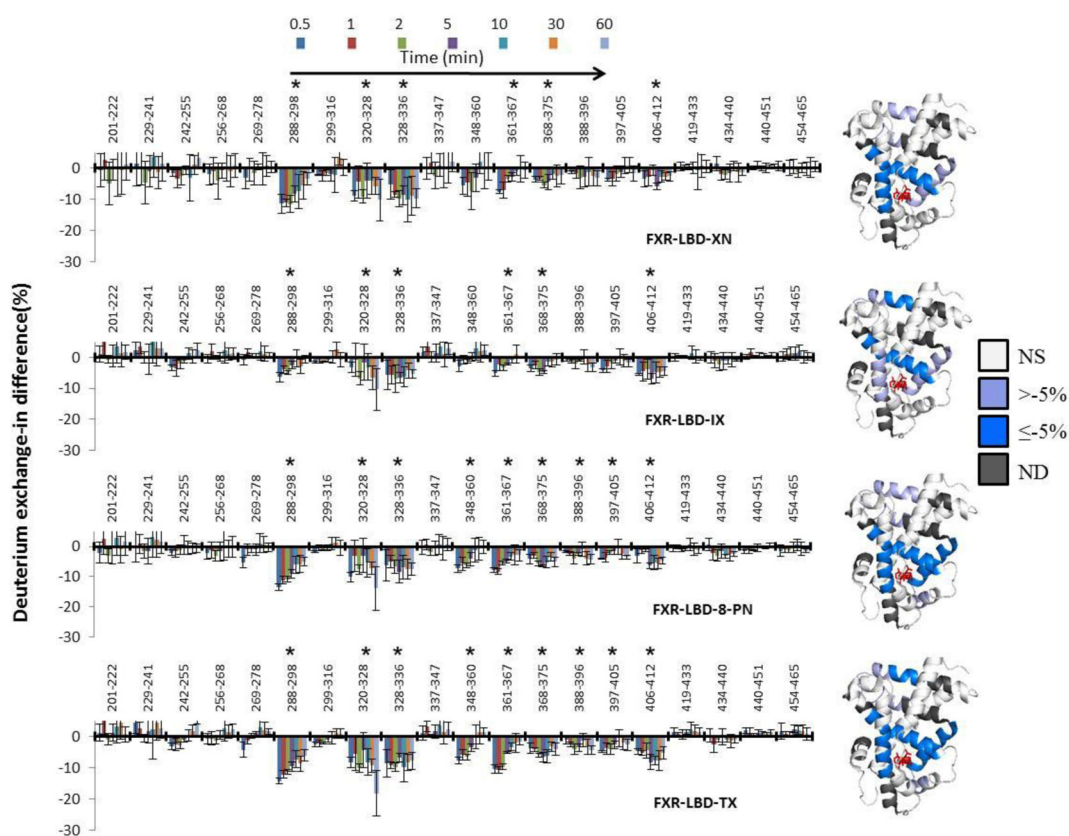 0.5 1 2 5 10 30 60
Time (min)
* * * * * *
201-222 229-241 242-255 256-268 269-278 288-298 299-316 320-328 328-336 337-347 348-360 361-367 368-375 388-396 397-405 406-412 419-433 434-440 440-451 454-465
5
0
-10
-20
-30
FXR-LBD-XN
* * * * * *
201-222 229-241 242-255 256-268 269-278 288-298 299-316 320-328 328-336 337-347 348-360 361-367 368-375 388-396 397-405 406-412 419-433 434-440 440-451 454-465
5
0
-10
-20
-30
FXR-LBD-IX
* * * * * * * * *
201-222 229-241 242-255 256-268 269-278 288-298 299-316 320-328 328-336 337-347 348-360 361-367 368-375 388-396 397-405 406-412 419-433 434-440 440-451 454-465
5
0
-10
-20
-30
FXR-LBD-8-PN
* * * * * * * * *
201-222 229-241 242-255 256-268 269-278 288-298 299-316 320-328 328-336 337-347 348-360 361-367 368-375 388-396 397-405 406-412 419-433 434-440 440-451 454-465
5
0
-10
-20
-30
FXR-LBD-TX
Deuterium exchange-in difference(%)
NS
>-5%
≤-5%
ND